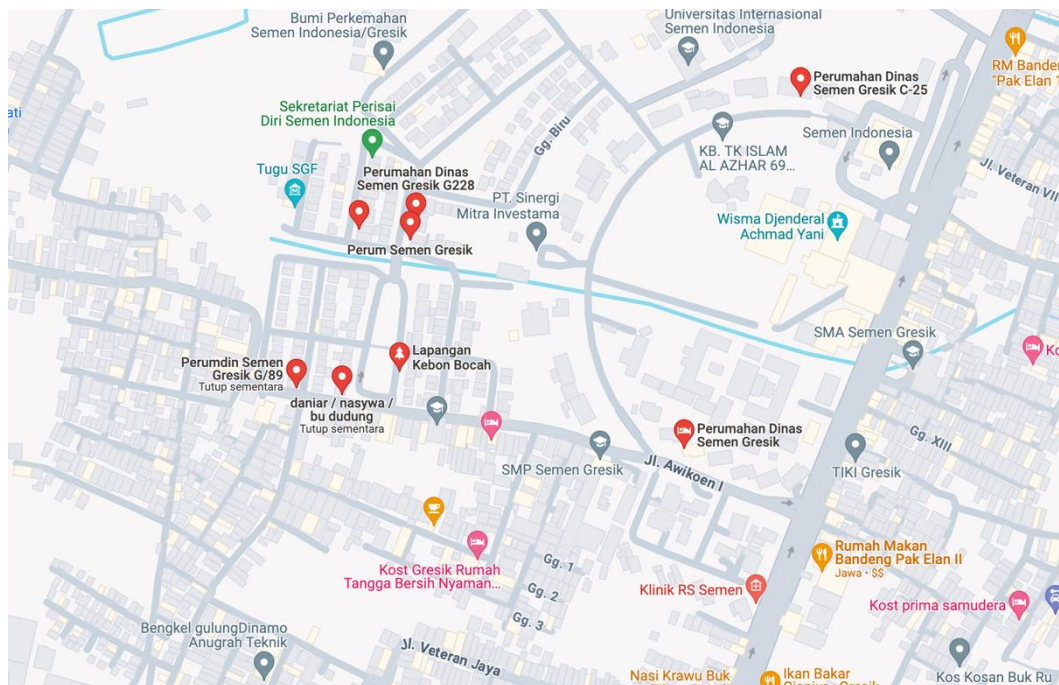 Bumi Perkemahan
Semen Indonesia/Gresik
Universitas Internasional
Semen Indonesia
RM Banden
"Pak Elan 1
Perumahan Dinas
Semen Gresik C-25
Sekretariat Perisai
Diri Semen Indonesia
Gg. Biru
KB. TK ISLAM
AL AZHAR 69...
Semen Indonesia
ati
Jl. Veteran VII
Tugu SGF
Perumahan Dinas
Semen Gresik G228
PT. Sinergi
Mitra Investama
Wisma Djenderal
Achmad Yani
Perum Semen Gresik
SMA Semen Gresik
Ko
Perumdin Semen
Gresik G/89
Tutup sementara
Lapangan
Kebon Bocah
daniar / nasywa /
bu dudung
Tutup sementara
Perumahan Dinas
Semen Gresik
Gg. XIII
SMP Semen Gresik
Jl. Awikoen I
TIKI Gresik
Rumah Makan
Bandeng Pak Elan II
Jawa · $$
Kost Gresik Rumah
Tangga Bersih Nyaman...
Gg. 1
Gg. 2
Gg. 3
Klinik RS Semen
Kost prima samudera
Bengkel gulungDinamo
Anugrah Teknik
Jl. Veteran Jaya
Nasi Krawu Buk
Ikan Bakar
Kos Kosan Buk Ru